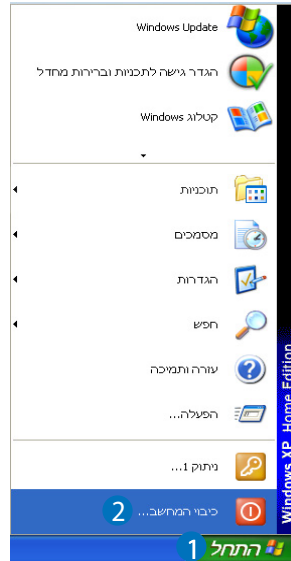 Windows Update
הגדר גישה לתכניות וברירות מחדל
קטלוג Windows
תוכניות
מסמכים
הגדרות
חפש
עזרה ותמיכה
הפעלה...
ניתוק 1...
כיבוי המחשב... 2
התחל 1
Windows XP Home Edition